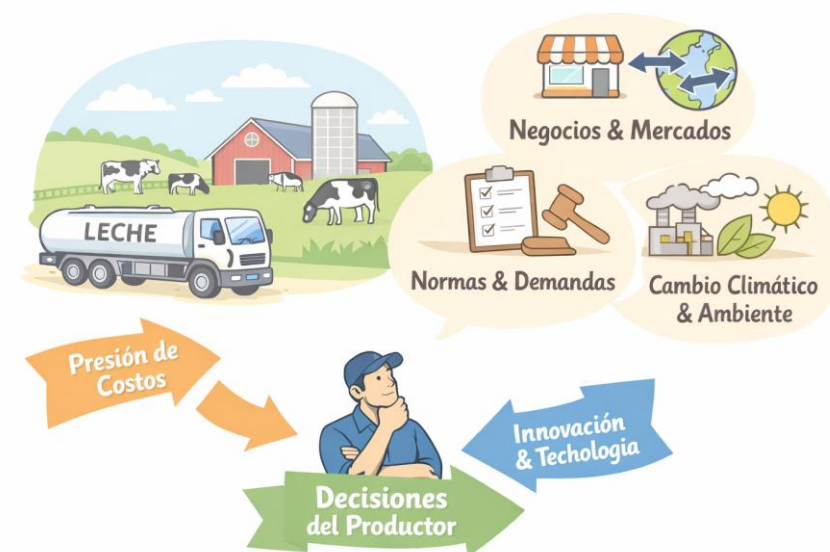 LECHE
Negocios & Mercados
Normas & Demandas
Cambio Climático
& Ambiente
Presión de
Costos
Innovación
& Techologia
Decisiones
del Productor